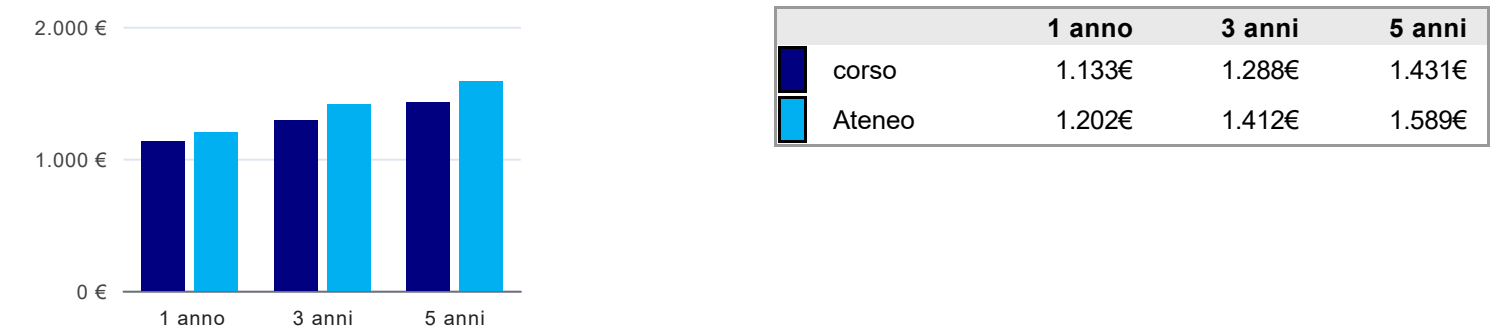 2.000 €
1.000 €
0 €
1 anno 3 anni 5 anni
1 anno 3 anni 5 anni
corso 1.133€ 1.288€ 1.431€
Ateneo 1.202€ 1.412€ 1.589€